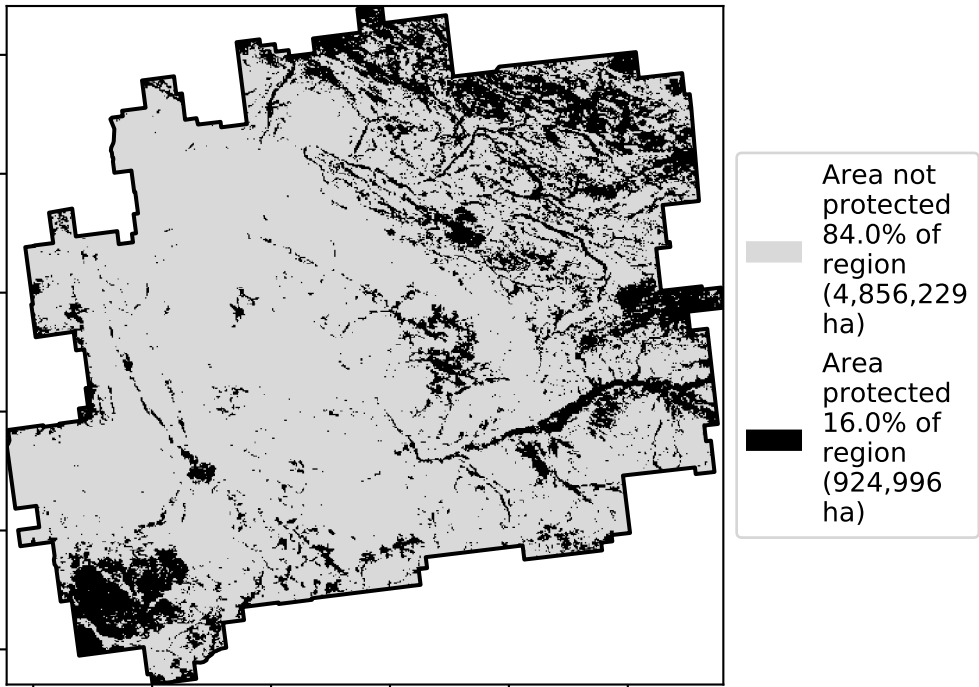 Area not
protected
84.0% of
region
(4,856,229
ha)
Area
protected
16.0% of
region
(924,996
ha)